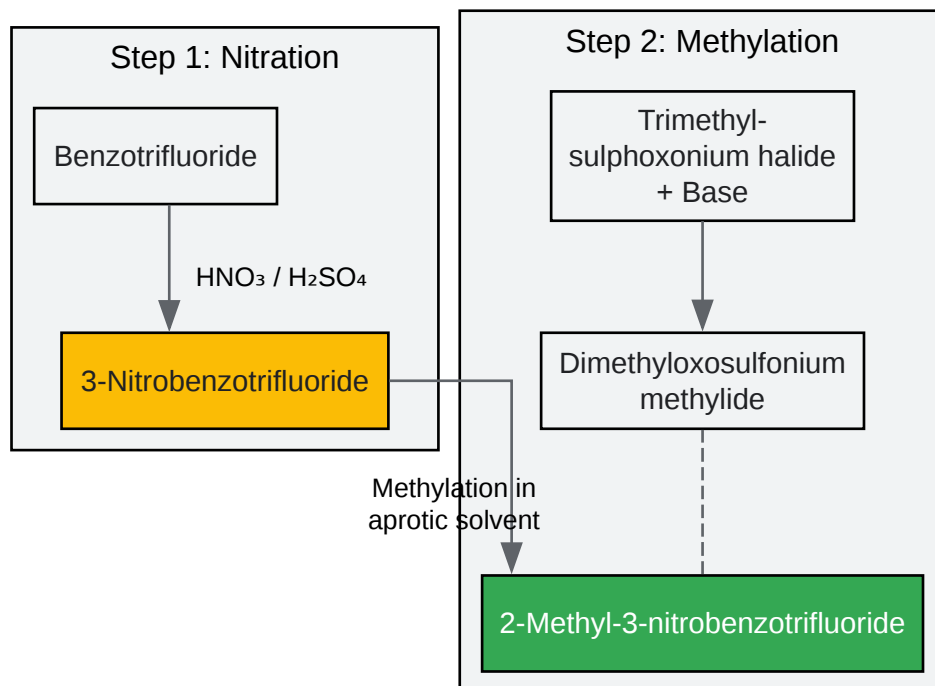 Step 1: Nitration
Benzotrifluoride
HNO₃ / H₂SO₄
3-Nitrobenzotrifluoride
Methylation in
aprotic solvent
Step 2: Methylation
Trimethyl-
sulphoxonium halide
+ Base
Dimethyloxosulfonium
methylide
2-Methyl-3-nitrobenzotrifluoride